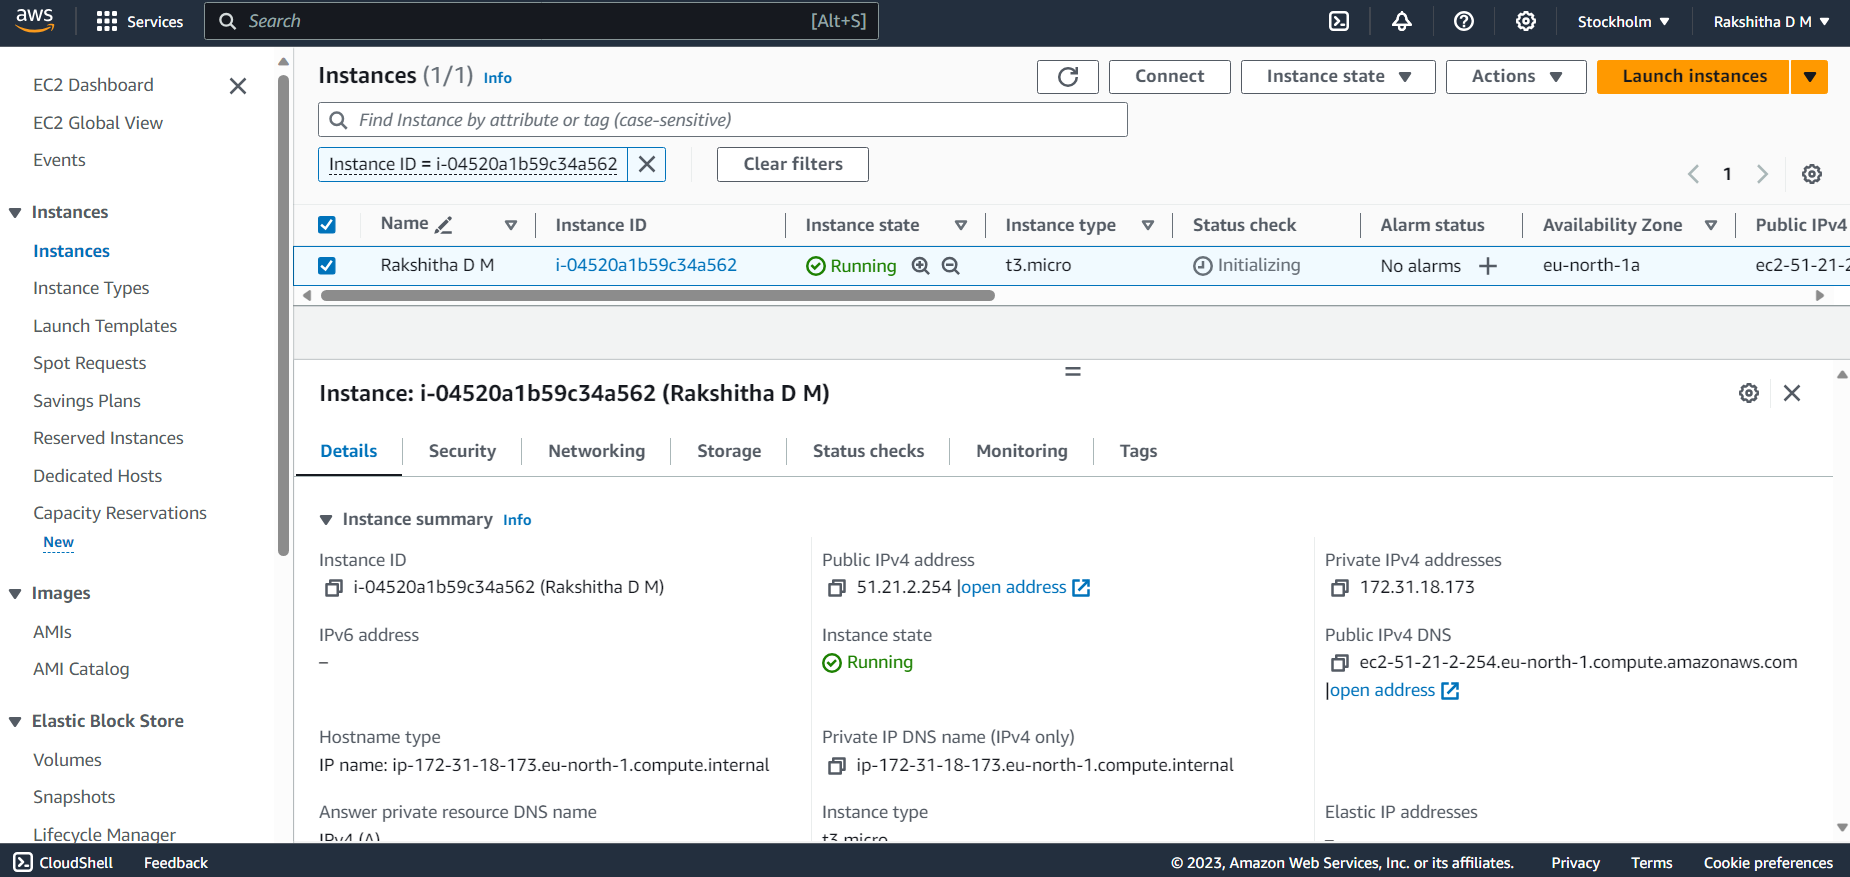 aws
Services
Search
[Alt+S]
Stockholm
Rakshitha D M
EC2 Dashboard
EC2 Global View
Events
Instances
Instances
Instance Types
Launch Templates
Spot Requests
Savings Plans
Reserved Instances
Dedicated Hosts
Capacity Reservations
New
Images
AMIs
AMI Catalog
Elastic Block Store
Volumes
Snapshots
Lifecycle Manager
Instances (1/1) Info
Connect
Instance state
Actions
Launch instances
Find Instance by attribute or tag (case-sensitive)
Instance ID = i-04520a1b59c34a562
Clear filters
1
Name Instance ID Instance state Instance type Status check Alarm status Availability Zone Public IPv4
Rakshitha D M i-04520a1b59c34a562 Running t3.micro Initializing No alarms eu-north-1a ec2-51-21-2
Instance: i-04520a1b59c34a562 (Rakshitha D M)
Details Security Networking Storage Status checks Monitoring Tags
Instance summary Info
Instance ID
i-04520a1b59c34a562 (Rakshitha D M)
Public IPv4 address
51.21.2.254 |open address
Private IPv4 addresses
172.31.18.173
IPv6 address
–
Instance state
Running
Public IPv4 DNS
ec2-51-21-2-254.eu-north-1.compute.amazonaws.com
|open address
Hostname type
IP name: ip-172-31-18-173.eu-north-1.compute.internal
Private IP DNS name (IPv4 only)
ip-172-31-18-173.eu-north-1.compute.internal
Answer private resource DNS name
IPv4 (A)
Instance type
t3.micro
Elastic IP addresses
–
CloudShell
Feedback
© 2023, Amazon Web Services, Inc. or its affiliates.
Privacy
Terms
Cookie preferences